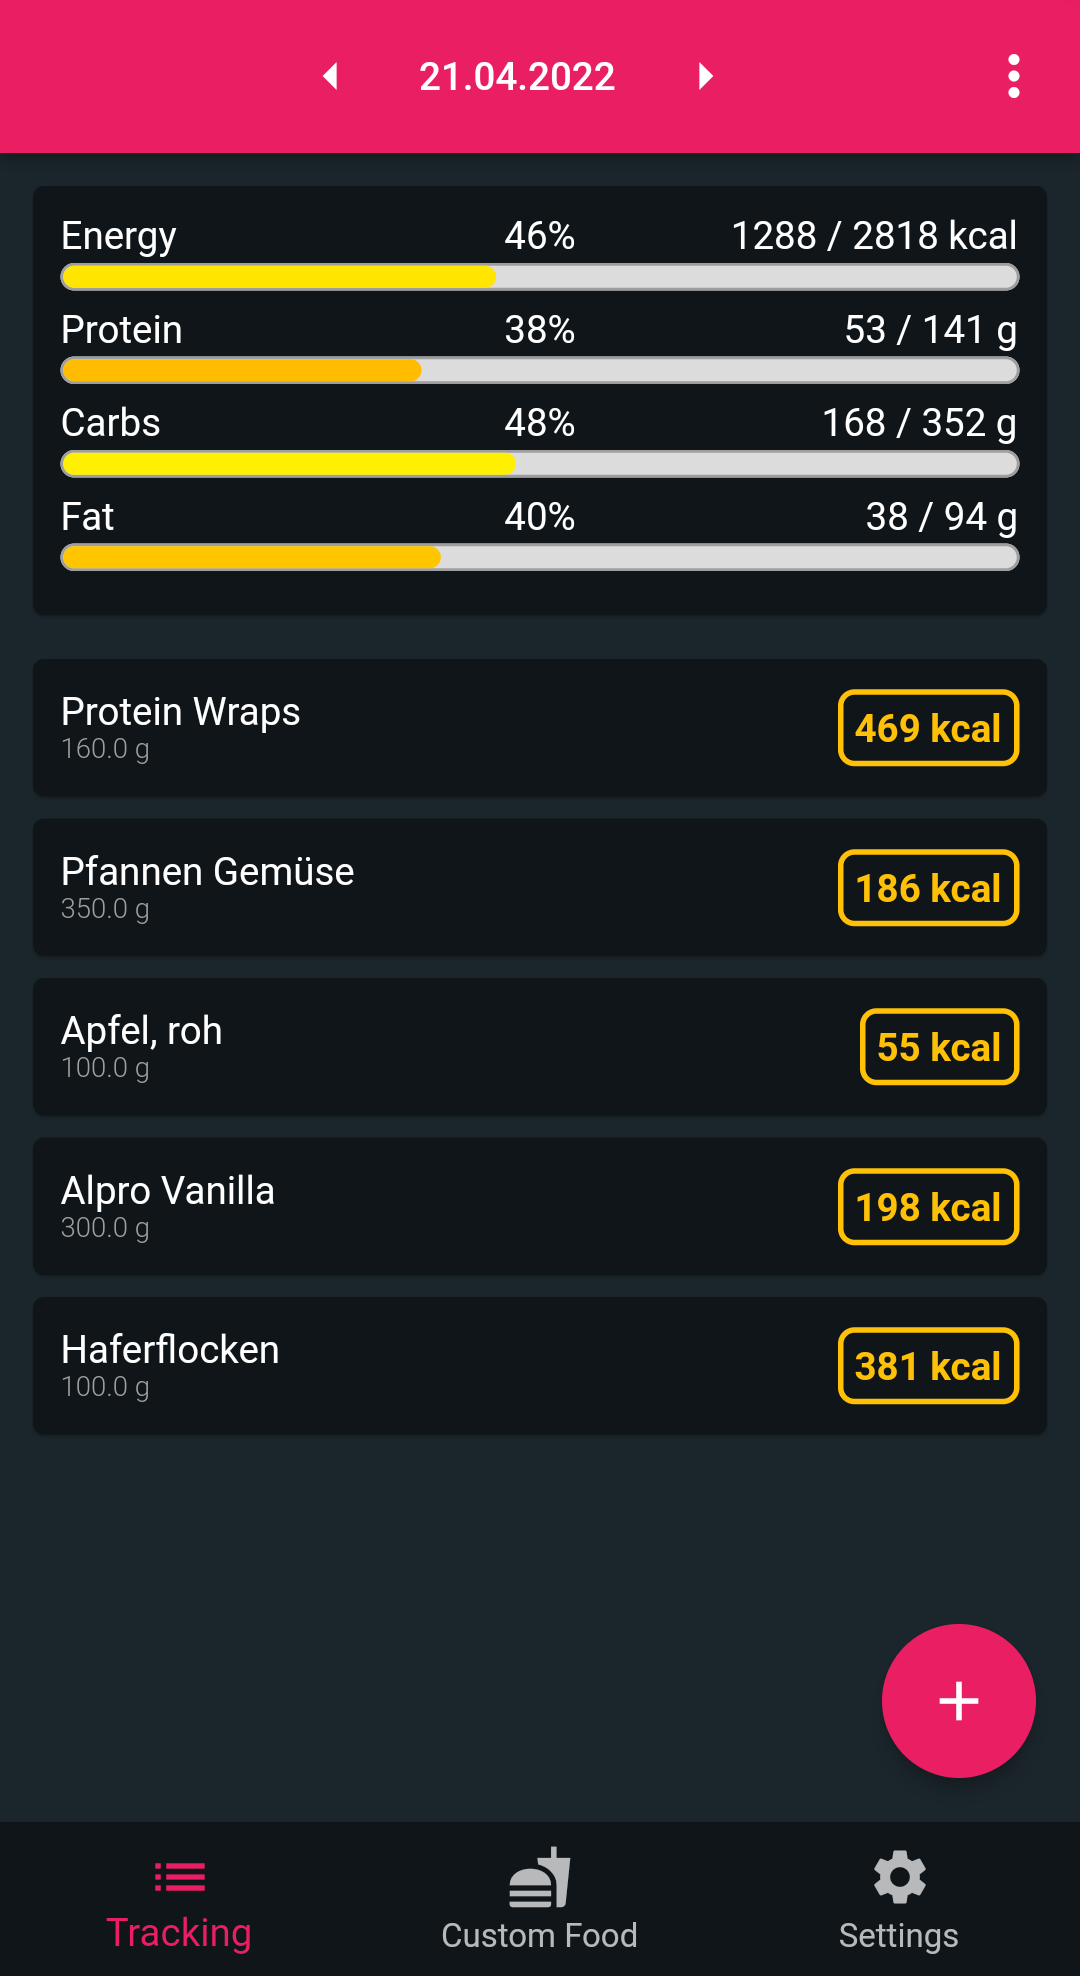 21.04.2022
Energy 46% 1288 / 2818 kcal
Protein 38% 53 / 141 g
Carbs 48% 168 / 352 g
Fat 40% 38 / 94 g
Protein Wraps
160.0 g
469 kcal
Pfannen Gemüse
350.0 g
186 kcal
Apfel, roh
100.0 g
55 kcal
Alpro Vanilla
300.0 g
198 kcal
Haferflocken
100.0 g
381 kcal
Tracking Custom Food Settings